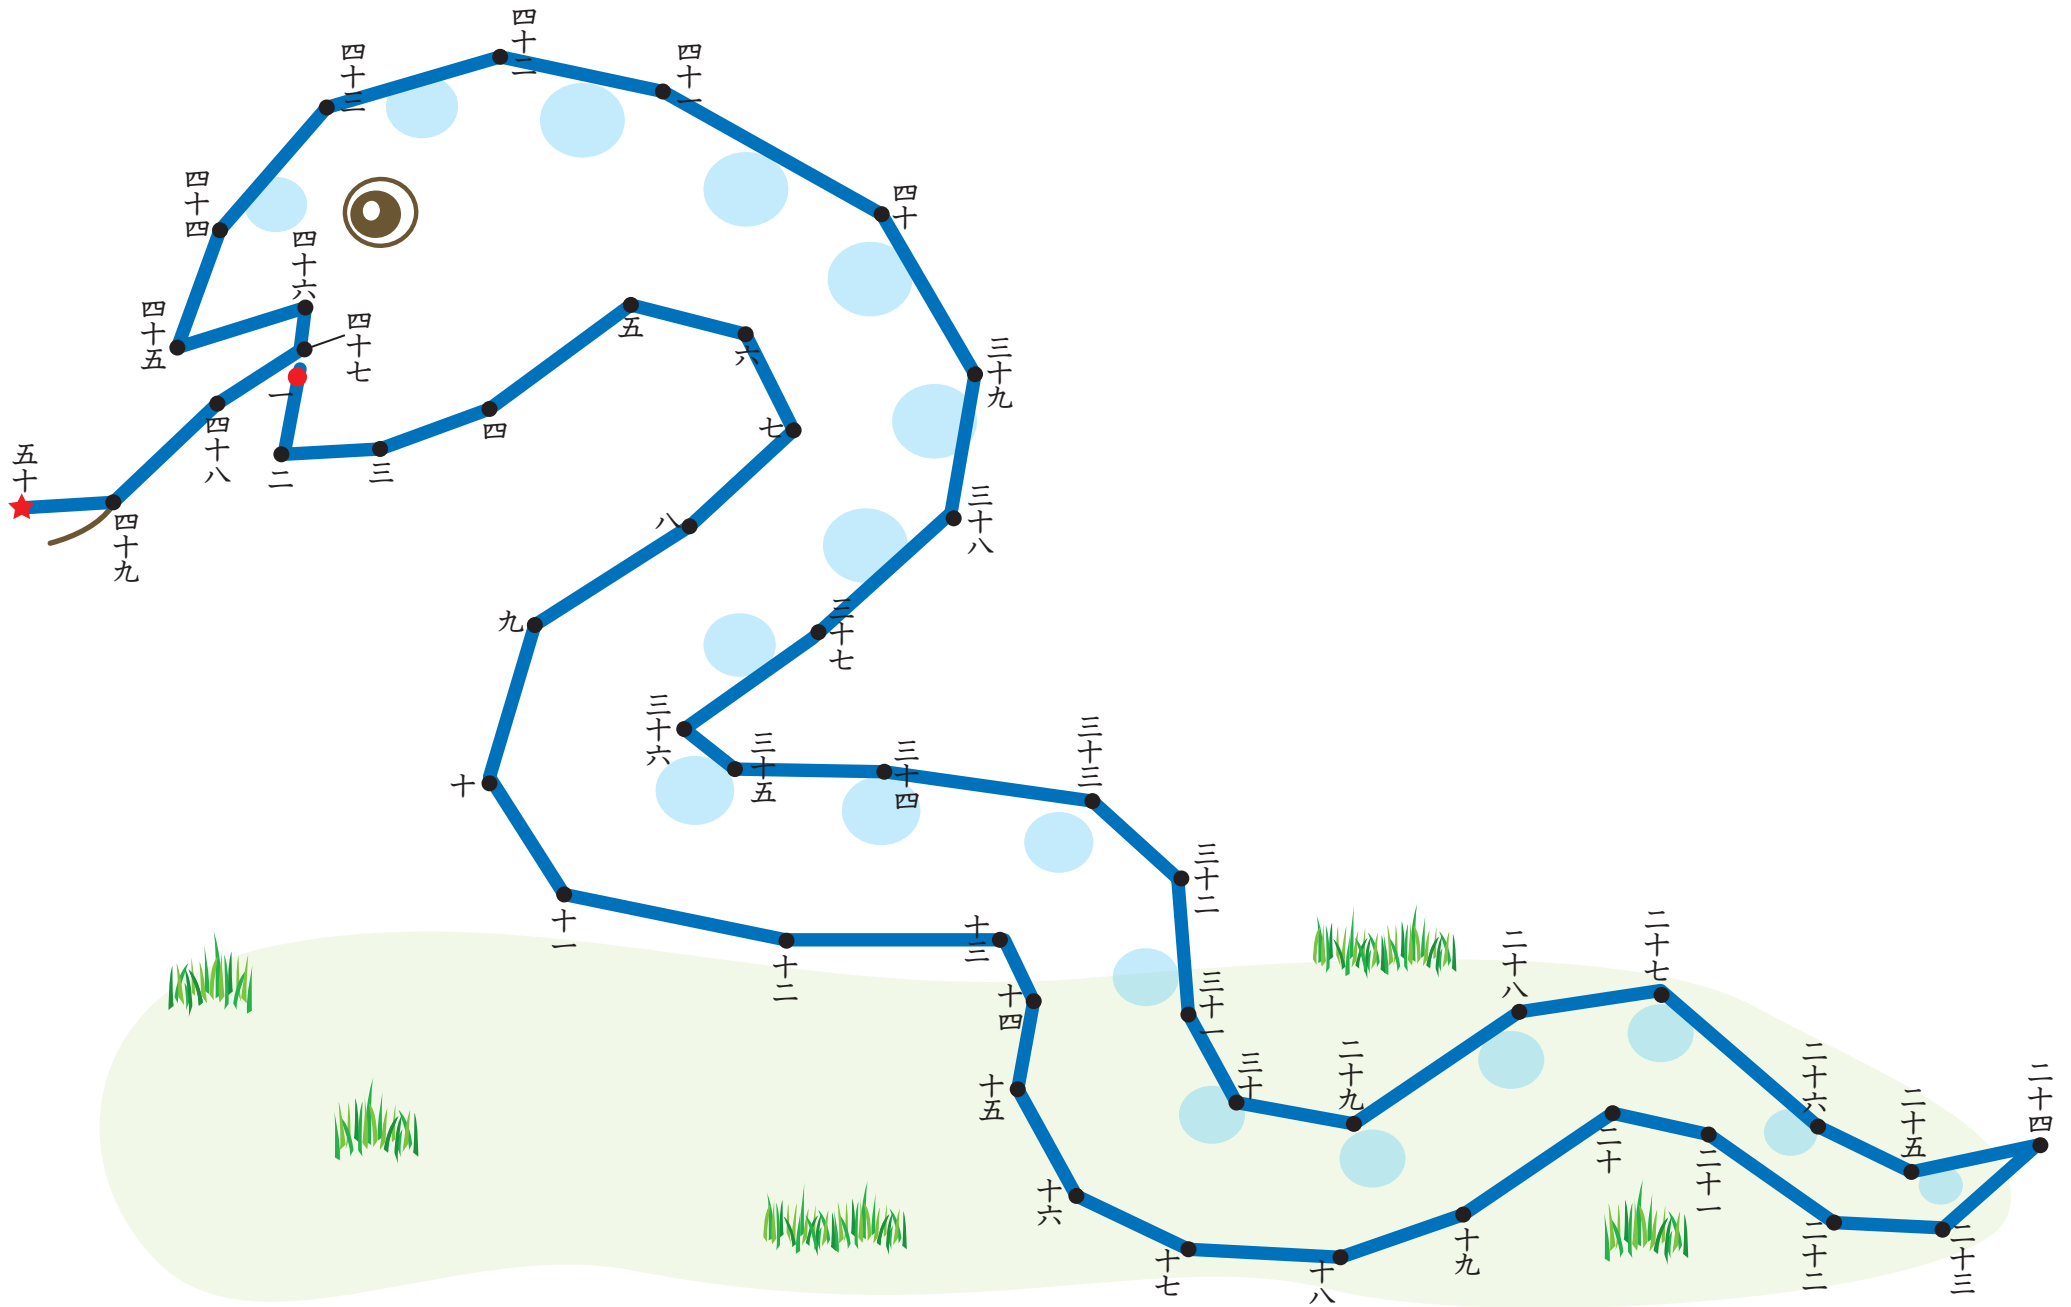 一
二
三
四
五
六
七
八
九
十
十一
十二
十三
十四
十五
十六
十七
十八
十九
二十
二十一
二十二
二十三
二十四
二十五
二十六
二十七
二十八
二十九
三十
三十一
三十二
三十三
三十四
三十五
三十六
三十七
三十八
三十九
四十
四十一
四十二
四十三
四十四
四十五
四十六
四十七
四十八
四十九
五十